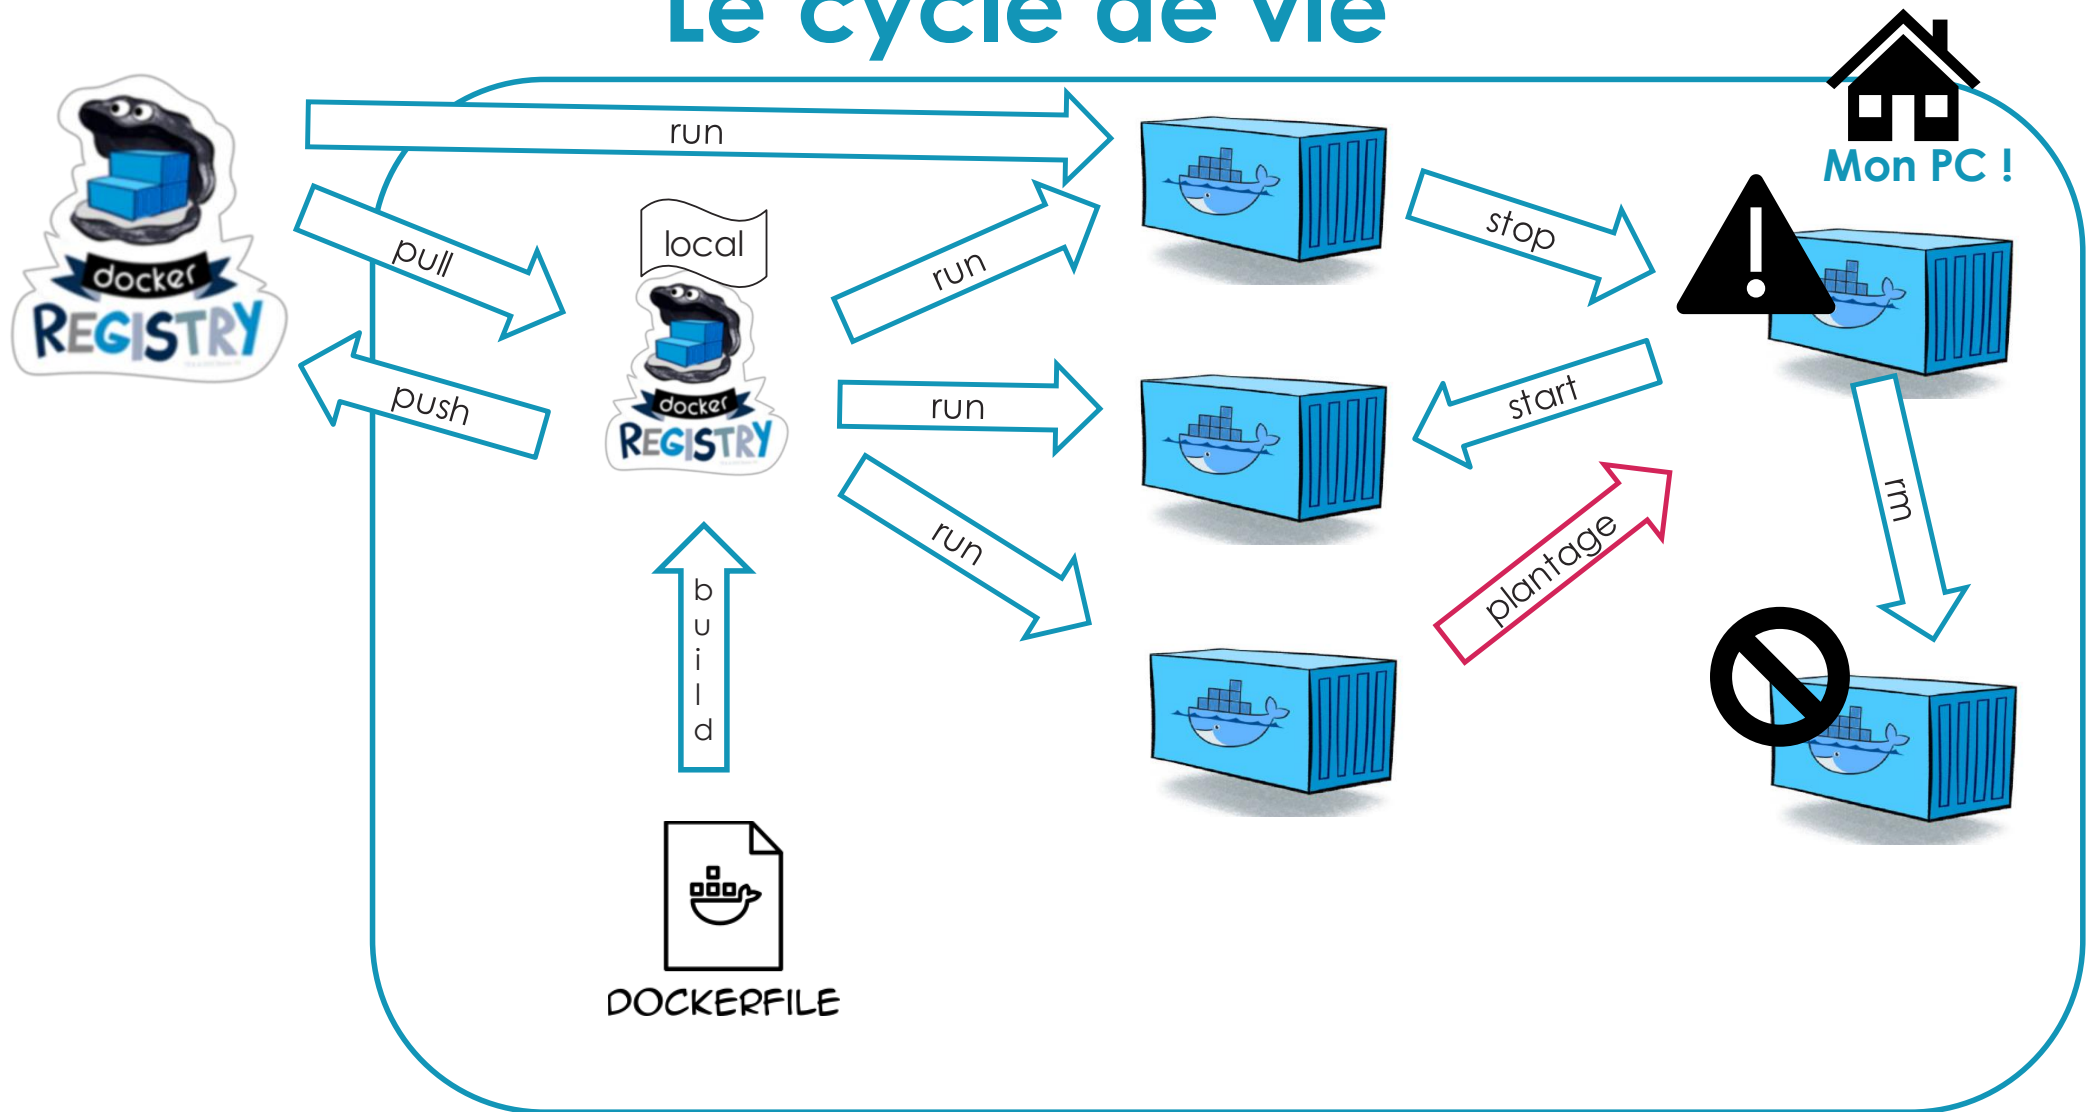 Le cycle de vie
Mon PC !
run
pull
local
run
stop
docker
REGISTRY
push
docker
REGISTRY
run
start
run
rm
plantage
build
DOCKERFILE